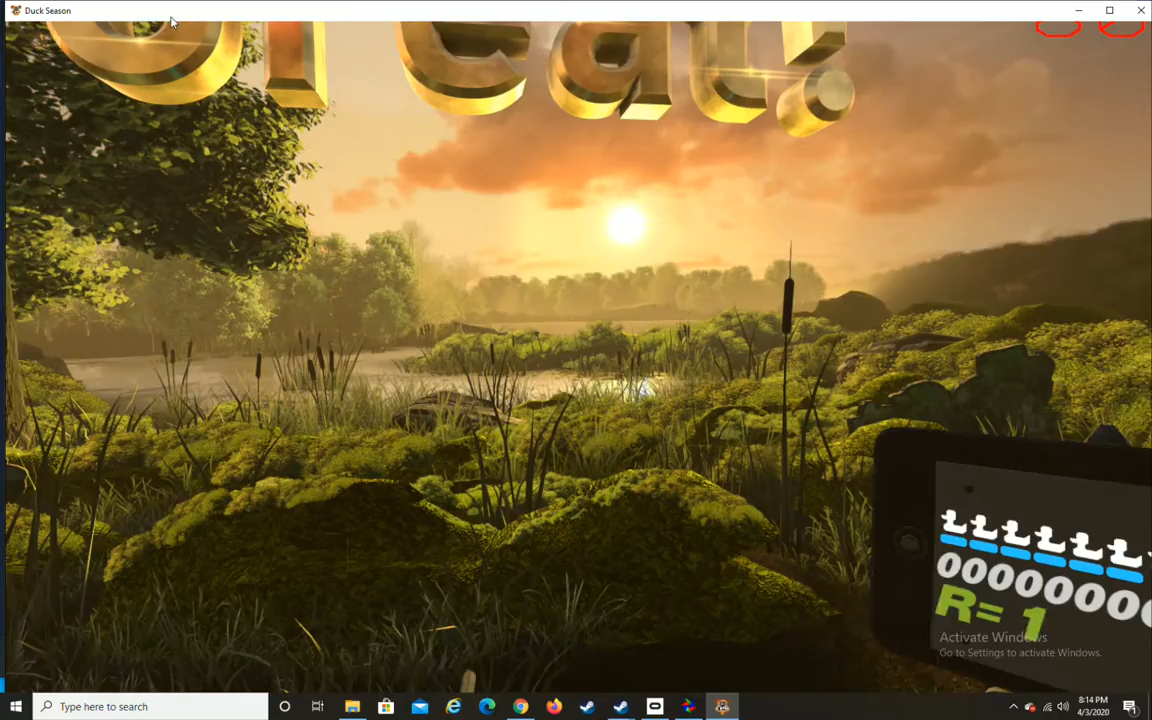 Duck Season
0000000
R= 1
Activate Windows
Go to Settings to activate Windows.
Type here to search
8:14 PM
4/3/2020